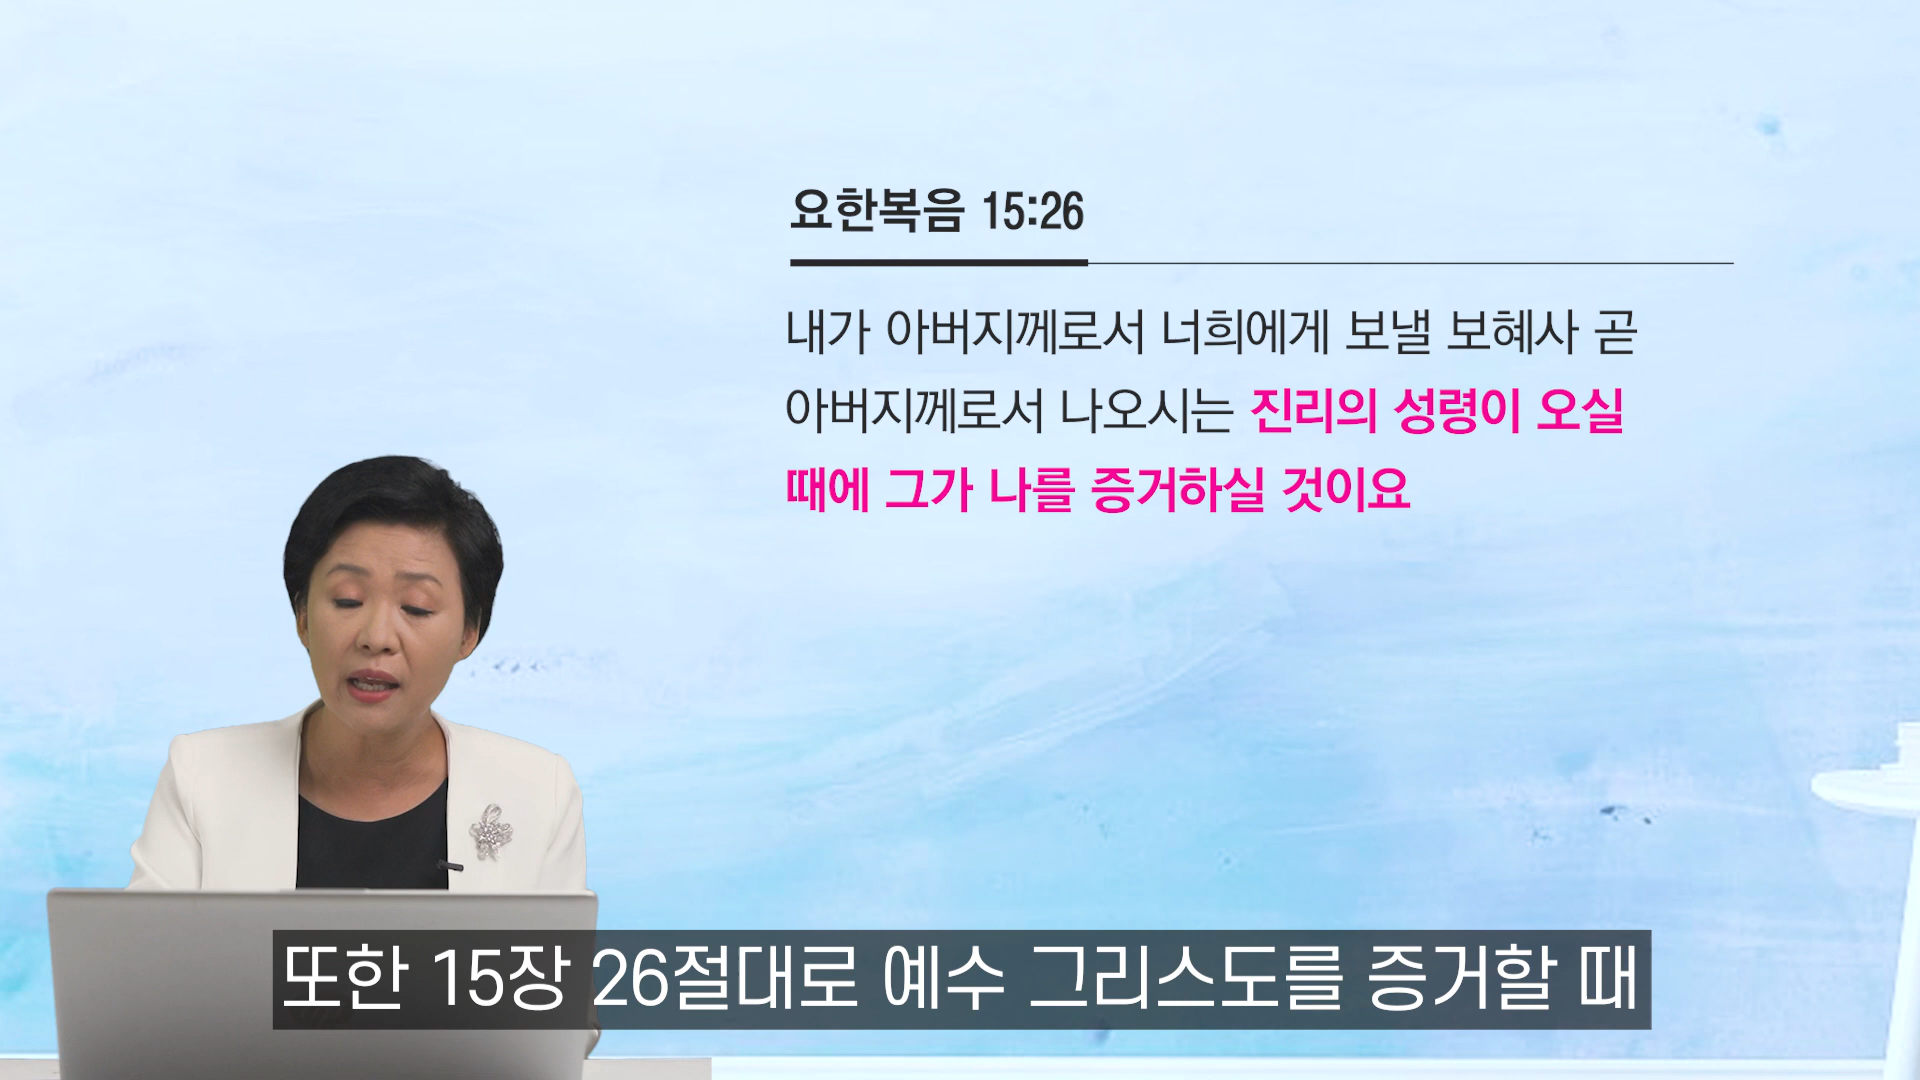 요한복음 15:26
내가 아버지께로서 너희에게 보낼 보혜사 곧
아버지께로서 나오시는 진리의 성령이 오실
때에 그가 나를 증거하실 것이요
또한 15장 26절대로 예수 그리스도를 증거할 때